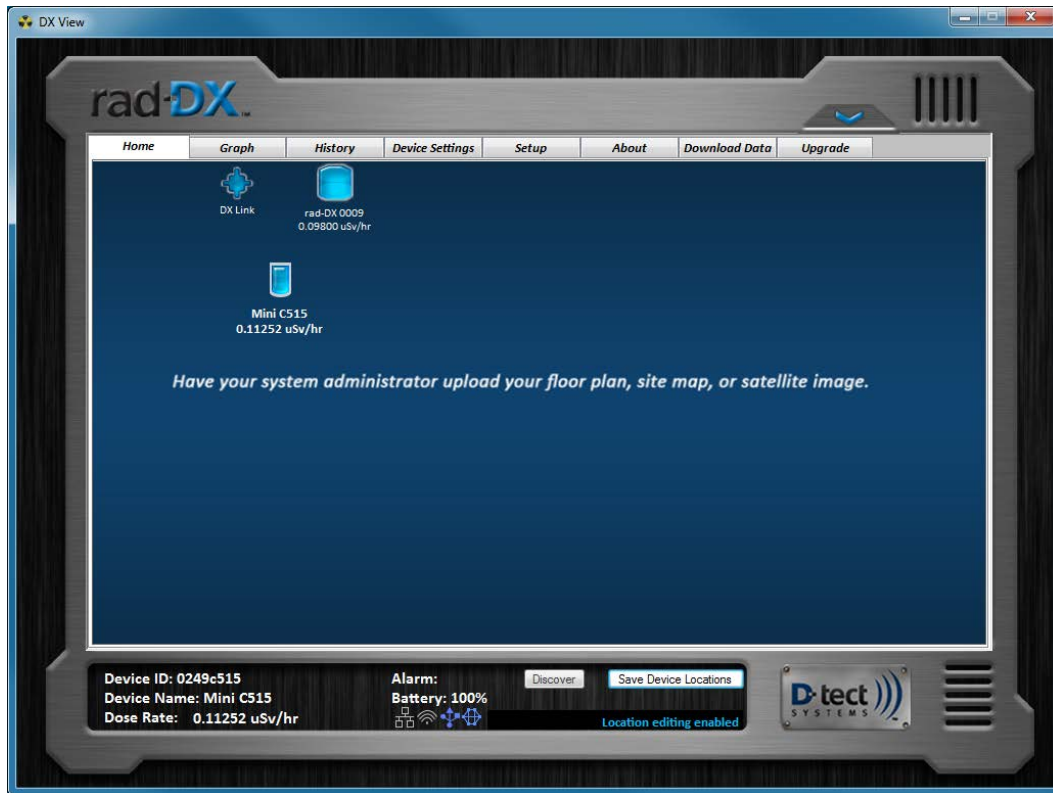 DX View
rad-DX™
Home Graph History Device Settings Setup About Download Data Upgrade
DX Link
rad-DX 0009
0.09800 uSv/hr
Mini C515
0.11252 uSv/hr
Have your system administrator upload your floor plan, site map, or satellite image.
Device ID: 0249c515
Device Name: Mini C515
Dose Rate: 0.11252 uSv/hr
Alarm:
Battery: 100%
Discover
Save Device Locations
Location editing enabled
D-tect
SYSTEMS